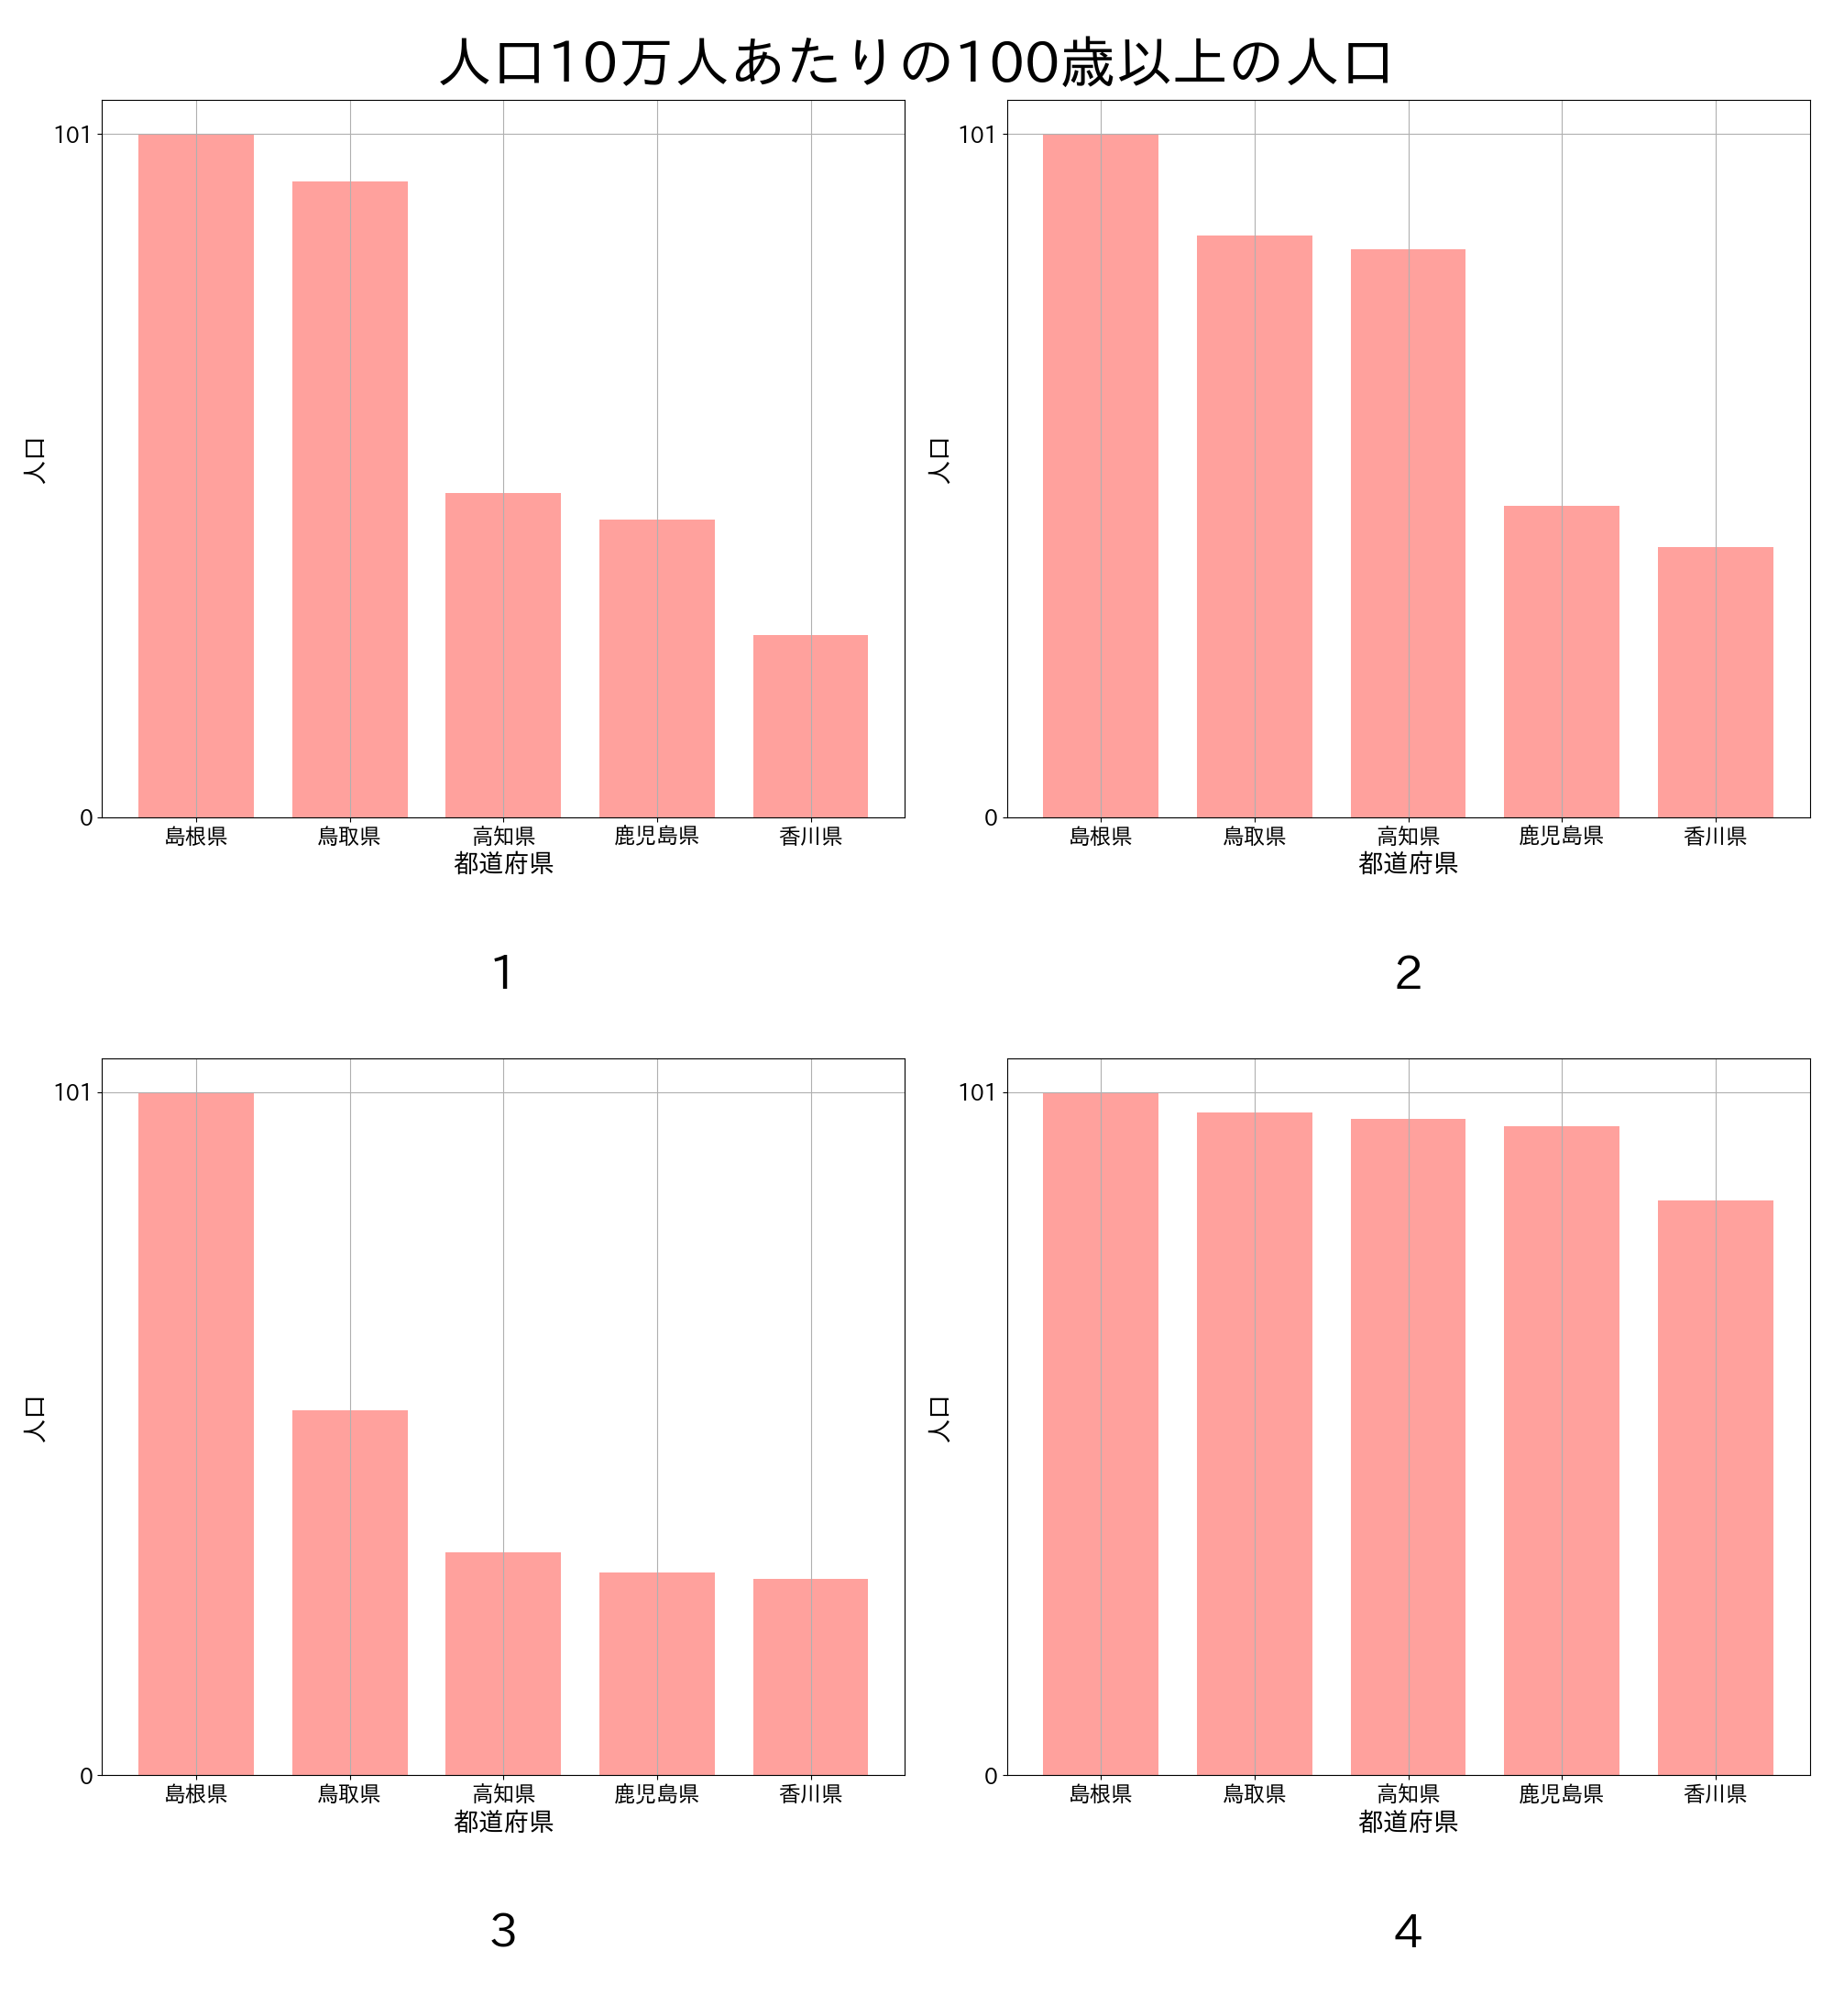 人口10万人あたりの100歳以上の人口
101
0
人口
島根県 鳥取県 高知県 鹿児島県 香川県
都道府県
1
101
0
人口
島根県 鳥取県 高知県 鹿児島県 香川県
都道府県
2
101
0
人口
島根県 鳥取県 高知県 鹿児島県 香川県
都道府県
3
101
0
人口
島根県 鳥取県 高知県 鹿児島県 香川県
都道府県
4